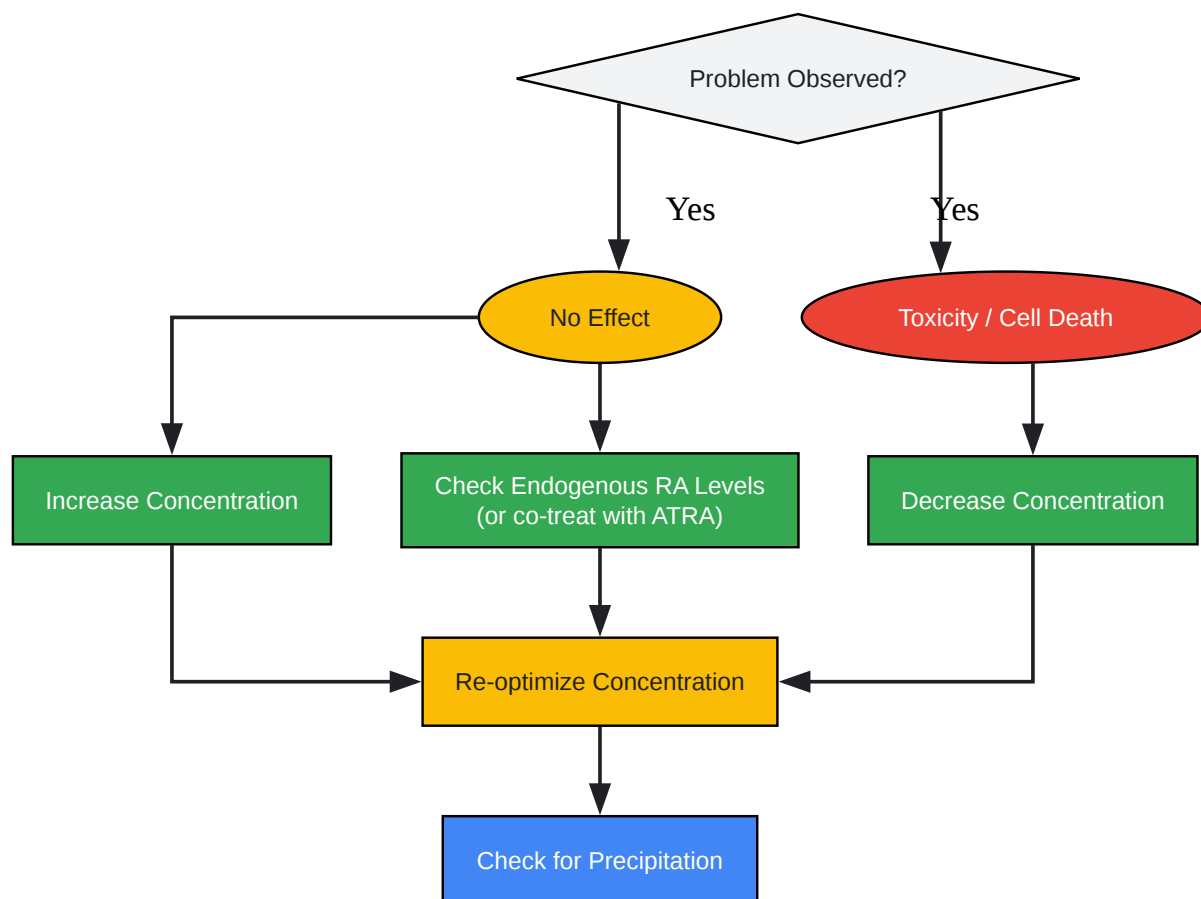 Problem Observed?
Yes
Yes
No Effect
Toxicity / Cell Death
Increase Concentration
Check Endogenous RA Levels
(or co-treat with ATRA)
Decrease Concentration
Re-optimize Concentration
Check for Precipitation